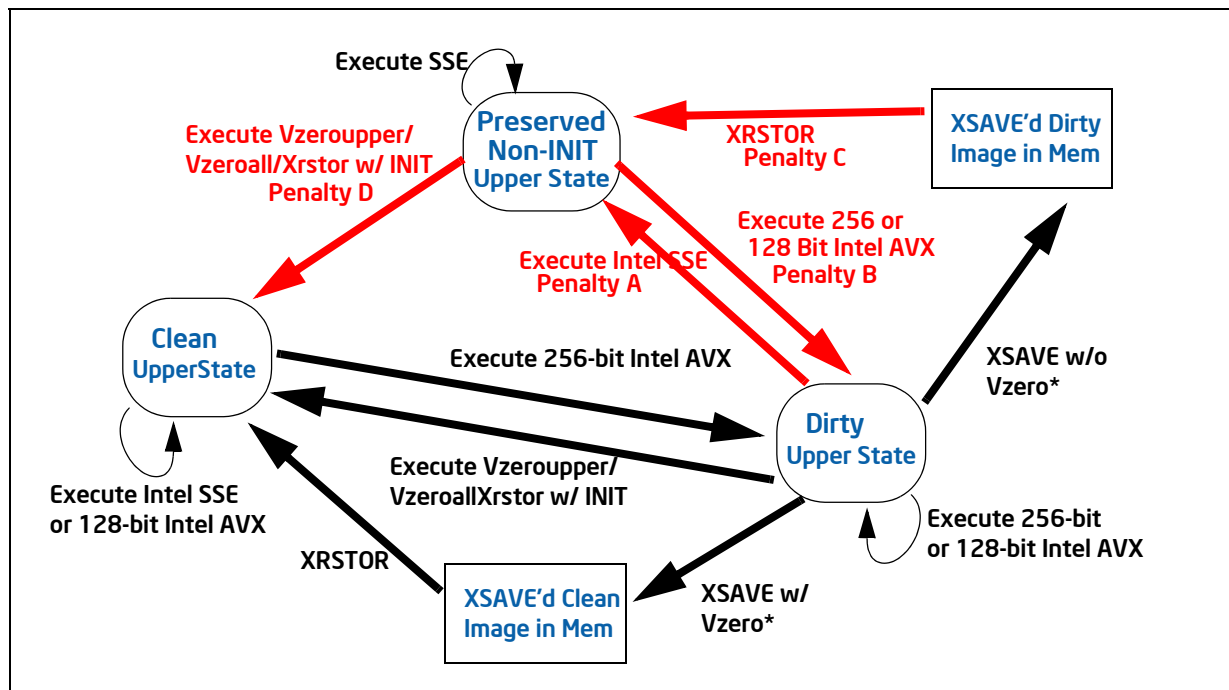 Execute SSE
Preserved
Non-INIT
Upper State
Execute Vzeroupper/
Vzeroall/Xrstor w/ INIT
Penalty D
XRSTOR
Penalty C
XSAVE'd Dirty
Image in Mem
Execute 256 or
128 Bit Intel AVX
Penalty B
Execute Intel SSE
Penalty A
Clean
UpperState
Execute 256-bit Intel AVX
XSAVE w/o
Vzero*
Dirty
Upper State
Execute Vzeroupper/
VzeroallXrstor w/ INIT
Execute Intel SSE
or 128-bit Intel AVX
Execute 256-bit
or 128-bit Intel AVX
XRSTOR
XSAVE'd Clean
Image in Mem
XSAVE w/
Vzero*